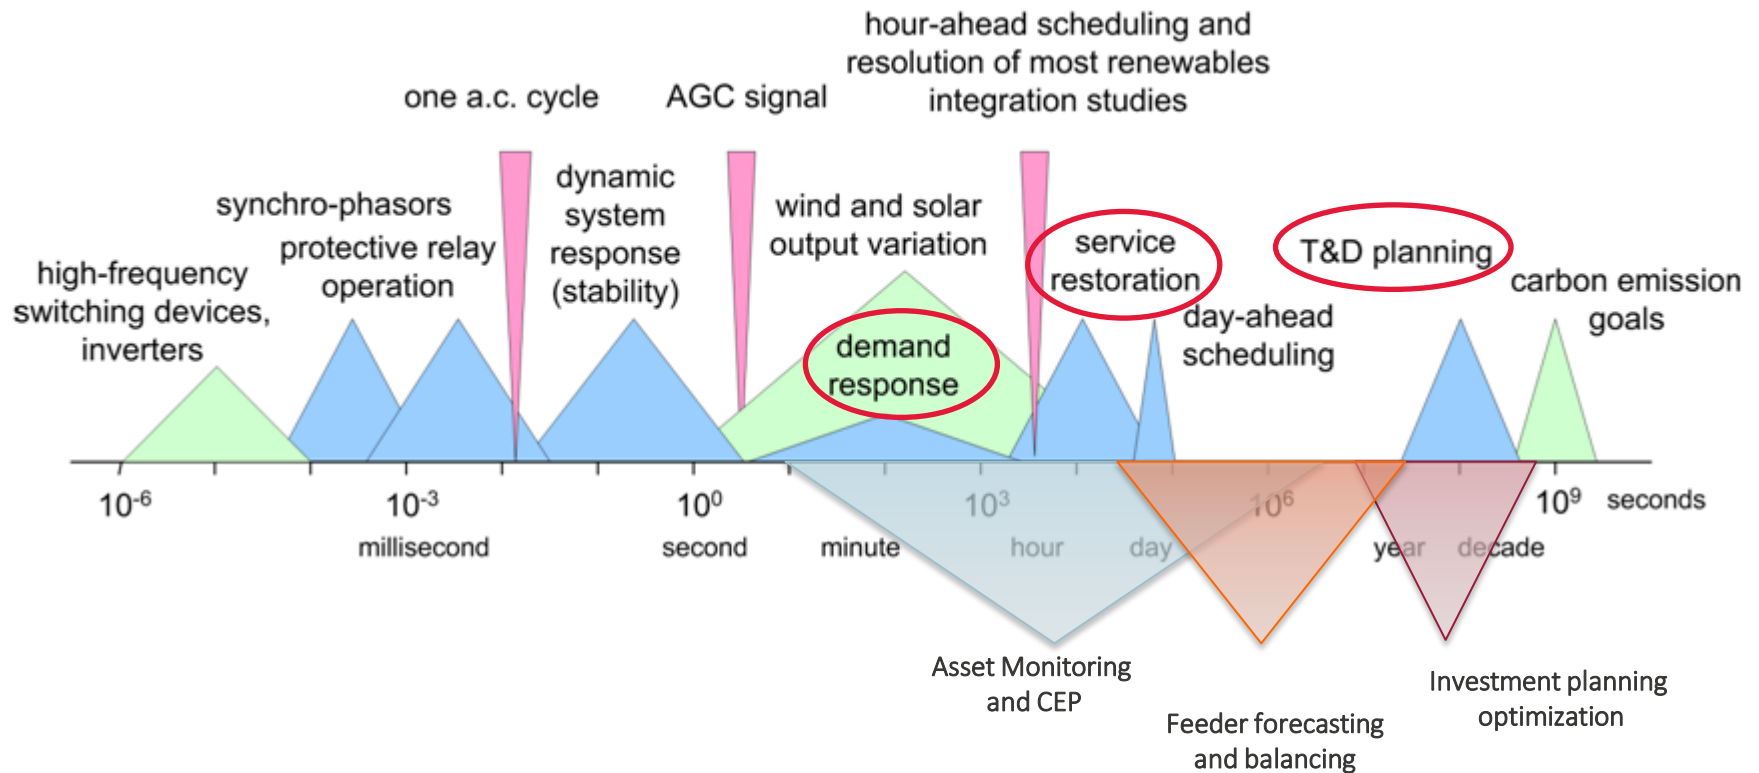 hour-ahead scheduling and
resolution of most renewables
integration studies
one a.c. cycle
AGC signal
dynamic
system
response
(stability)
synchro-phasors
protective relay
operation
high-frequency
switching devices,
inverters
wind and solar
output variation
demand
response
service
restoration
day-ahead
scheduling
T&D planning
carbon emission
goals
10-6
10-3
100
103
106
109
seconds
millisecond
second
minute
hour
day
year
decade
Asset Monitoring
and CEP
Feeder forecasting
and balancing
Investment planning
optimization